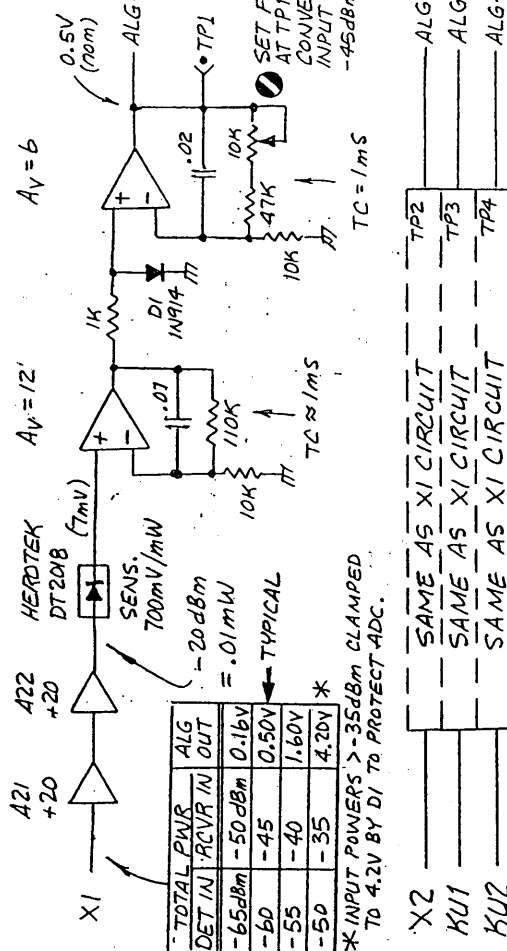 X1
A21
+20
A22
+20
HEROTEK
DT2018
SENS.
700mV/mW
(7mV)
-20dBm
=.01mW
AV=12'
.01
110K
10K
TC≈1mS
1K
D1
1N914
AV=6
0.5V
(nom)
ALG
TP1
.02
10K
47K
10K
TC=1mS
SET F
AT TP1
CONVE
INPUT
-45dBm
TOTAL PWR
DET IN
RCVR IN
ALG
OUT
-65dBm -50dBm 0.16V
-60 -45 0.50V TYPICAL
-55 -40 1.60V
-50 -35 4.20V *
* INPUT POWERS >-35dBm CLAMPED
TO 4.2V BY D1 TO PROTECT ADC.
X2 SAME AS X1 CIRCUIT TP2 ALG
KU1 SAME AS X1 CIRCUIT TP3 ALG
KU2 SAME AS X1 CIRCUIT TP4 ALG